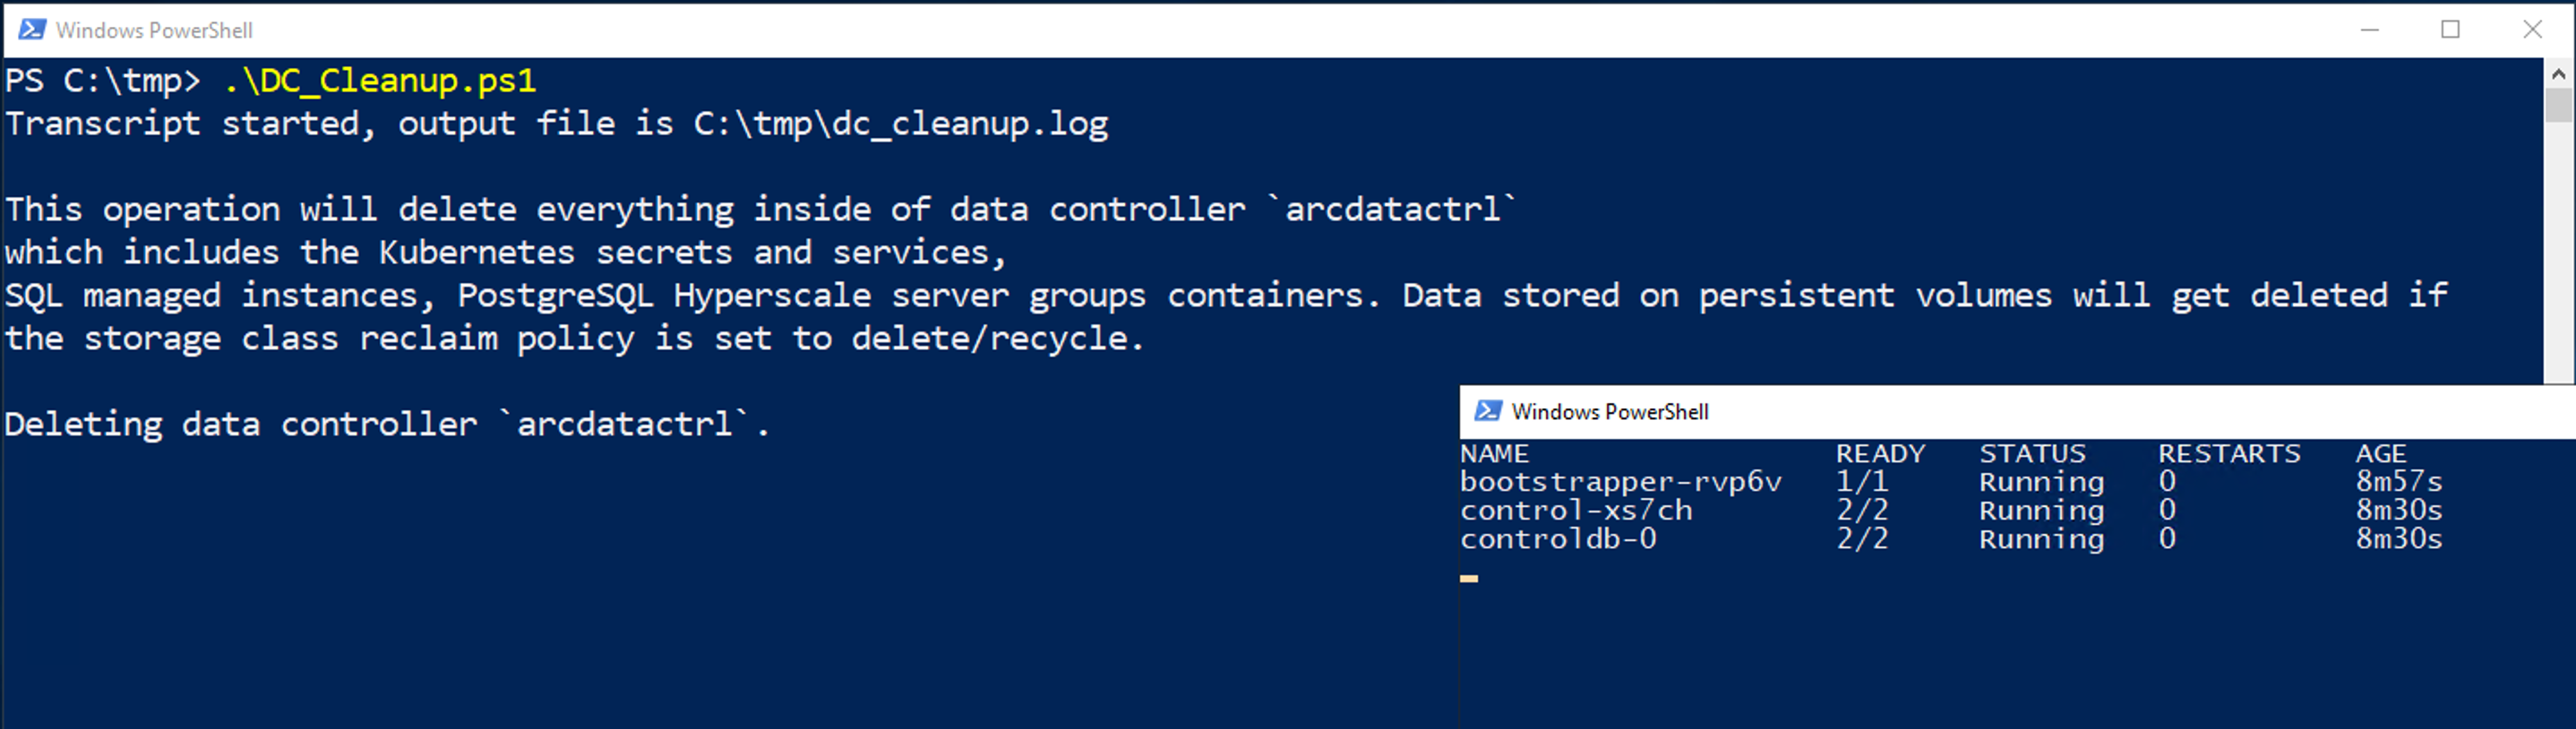 Windows PowerShell
PS C:\tmp> .\DC_Cleanup.ps1
Transcript started, output file is C:\tmp\dc_cleanup.log
This operation will delete everything inside of data controller `arcdatactrl`
which includes the Kubernetes secrets and services,
SQL managed instances, PostgreSQL Hyperscale server groups containers. Data stored on persistent volumes will get deleted if
the storage class reclaim policy is set to delete/recycle.
Deleting data controller `arcdatactrl`.
Windows PowerShell
NAME READY STATUS RESTARTS AGE
bootstrapper-rvp6v 1/1 Running 0 8m57s
control-xs7ch 2/2 Running 0 8m30s
controldb-0 2/2 Running 0 8m30s